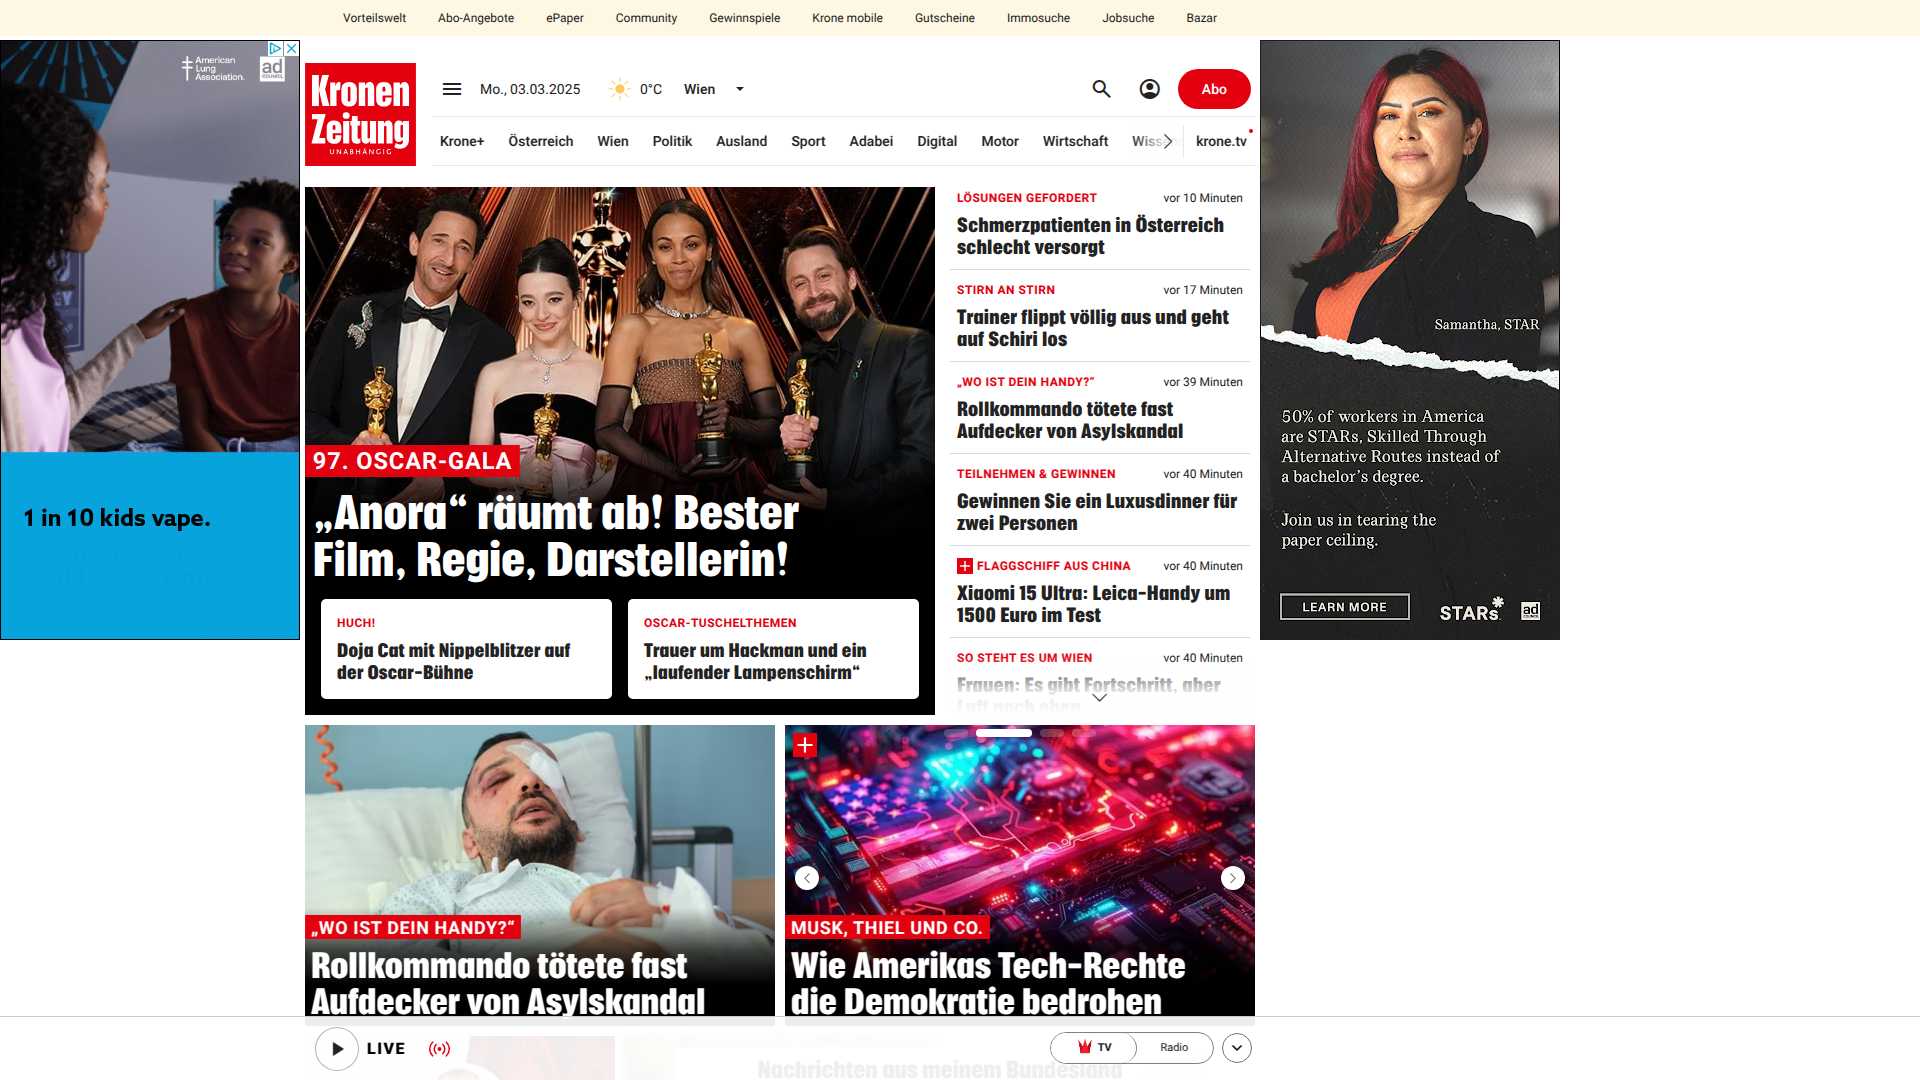 Vorteilswelt Abo-Angebote ePaper Community Gewinnspiele Krone mobile Gutscheine Immosuche Jobsuche Bazar
American
Lung
Association.
ad
COUNCIL
1 in 10 kids vape.
Kronen
Zeitung
UNABHÄNGIG
Mo., 03.03.2025 0°C Wien
Abo
Krone+ Österreich Wien Politik Ausland Sport Adabei Digital Motor Wirtschaft krone.tv
97. OSCAR-GALA
„Anora“ räumt ab! Bester
Film, Regie, Darstellerin!
HUCH!
Doja Cat mit Nippelblitzer auf
der Oscar-Bühne
OSCAR-TUSCHELTHEMEN
Trauer um Hackman und ein
„laufender Lampenschirm“
LÖSUNGEN GEFORDERT vor 10 Minuten
Schmerzpatienten in Österreich
schlecht versorgt
STIRN AN STIRN vor 17 Minuten
Trainer flippt völlig aus und geht
auf Schiri los
„WO IST DEIN HANDY?“ vor 39 Minuten
Rollkommando tötete fast
Aufdecker von Asylskandal
TEILNEHMEN & GEWINNEN vor 40 Minuten
Gewinnen Sie ein Luxusdinner für
zwei Personen
FLAGGSCHIFF AUS CHINA vor 40 Minuten
Xiaomi 15 Ultra: Leica-Handy um
1500 Euro im Test
SO STEHT ES UM WIEN vor 40 Minuten
Frauen: Es gibt Fortschritt, aber
Luft nach oben
Samantha, STAR
50% of workers in America
are STARs, Skilled Through
Alternative Routes instead of
a bachelor’s degree.
Join us in tearing the
paper ceiling.
LEARN MORE
STARs
ad
COUNCIL
„WO IST DEIN HANDY?“
Rollkommando tötete fast
Aufdecker von Asylskandal
MUSK, THIEL UND CO.
Wie Amerikas Tech-Rechte
die Demokratie bedrohen
LIVE
TV Radio
Nachrichten aus meinem Bundesland